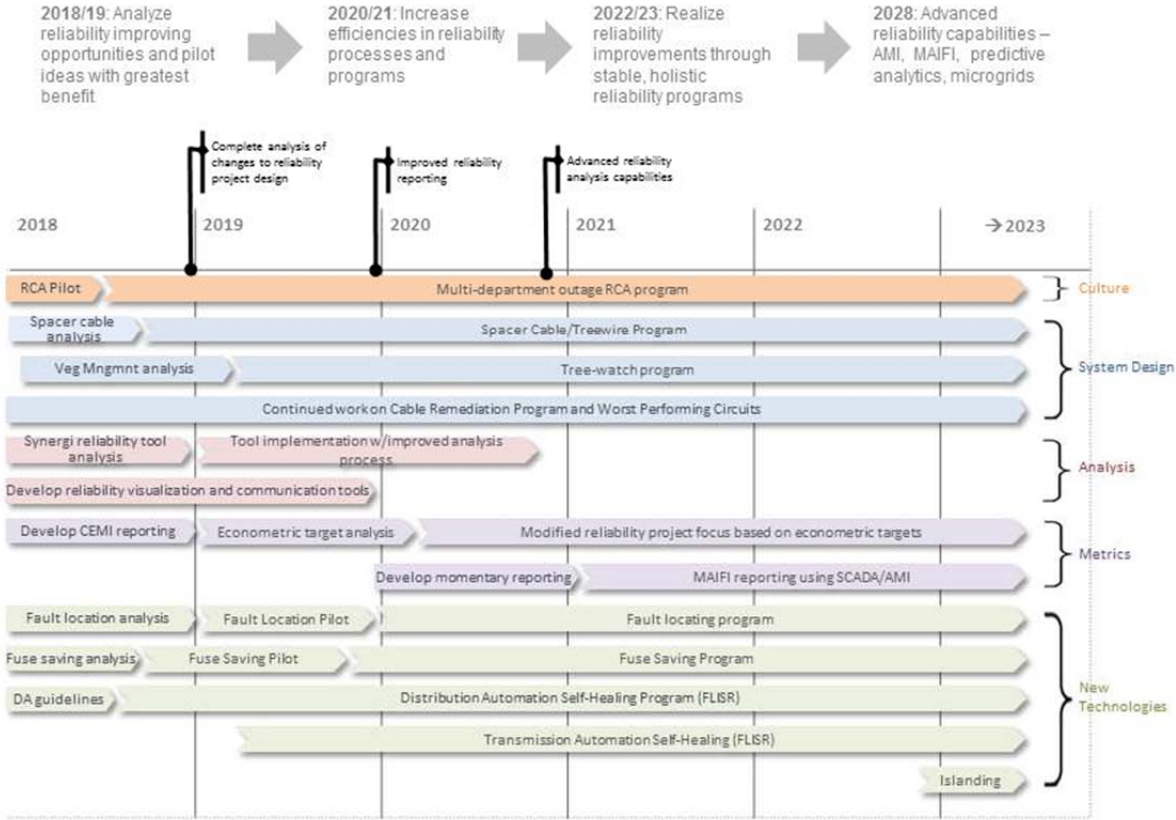 2018/19: Analyze
reliability improving
opportunities and pilot
ideas with greatest
benefit
2020/21: Increase
efficiencies in reliability
processes and
programs
2022/23: Realize
reliability
improvements through
stable, holistic
reliability programs
2028: Advanced
reliability capabilities –
AMI, MAIFI, predictive
analytics, microgrids
Complete analysis of
changes to reliability
project design
Improved reliability
reporting
Advanced reliability
analysis capabilities
2018
2019
2020
2021
2022
→2023
RCA Pilot
Multi-department outage RCA program
Culture
Spacer cable
analysis
Spacer Cable/Treewire Program
Veg Mngmnt analysis
Tree-watch program
System Design
Continued work on Cable Remediation Program and Worst Performing Circuits
Synergi reliability tool
analysis
Tool implementation w/improved analysis
process
Analysis
Develop reliability visualization and communication tools
Develop CEMI reporting
Econometric target analysis
Modified reliability project focus based on econometric targets
Metrics
Develop momentary reporting
MAIFI reporting using SCADA/AMI
Fault location analysis
Fault Location Pilot
Fault locating program
Fuse saving analysis
Fuse Saving Pilot
Fuse Saving Program
New
Technologies
DA guidelines
Distribution Automation Self-Healing Program (FLISR)
Transmission Automation Self-Healing (FLISR)
Islanding